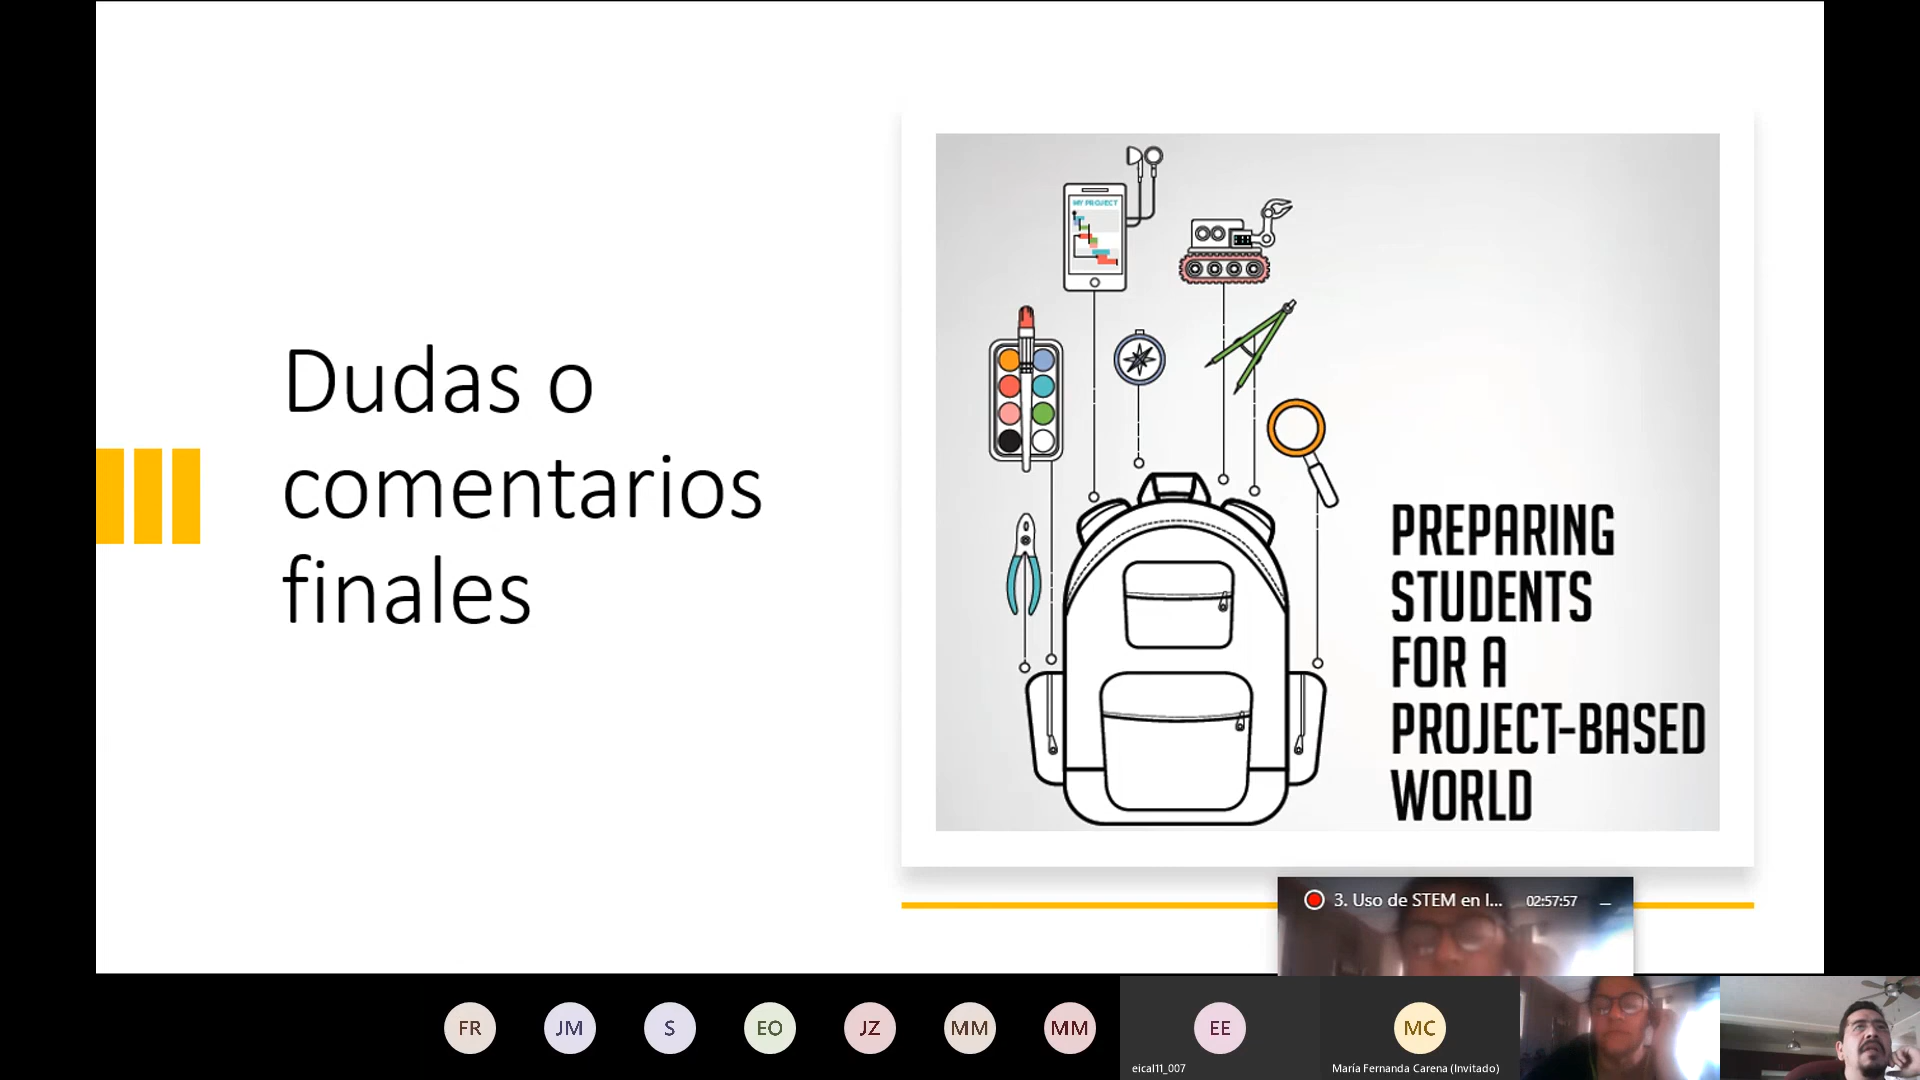 Dudas o
comentarios
finales
MY PROJECT
PREPARING
STUDENTS
FOR A
PROJECT-BASED
WORLD
3. Uso de STEM en l... 02:57:57
FR JM S EO JZ MM MM EE MC
eical11_007 María Fernanda Carena (Invitado)